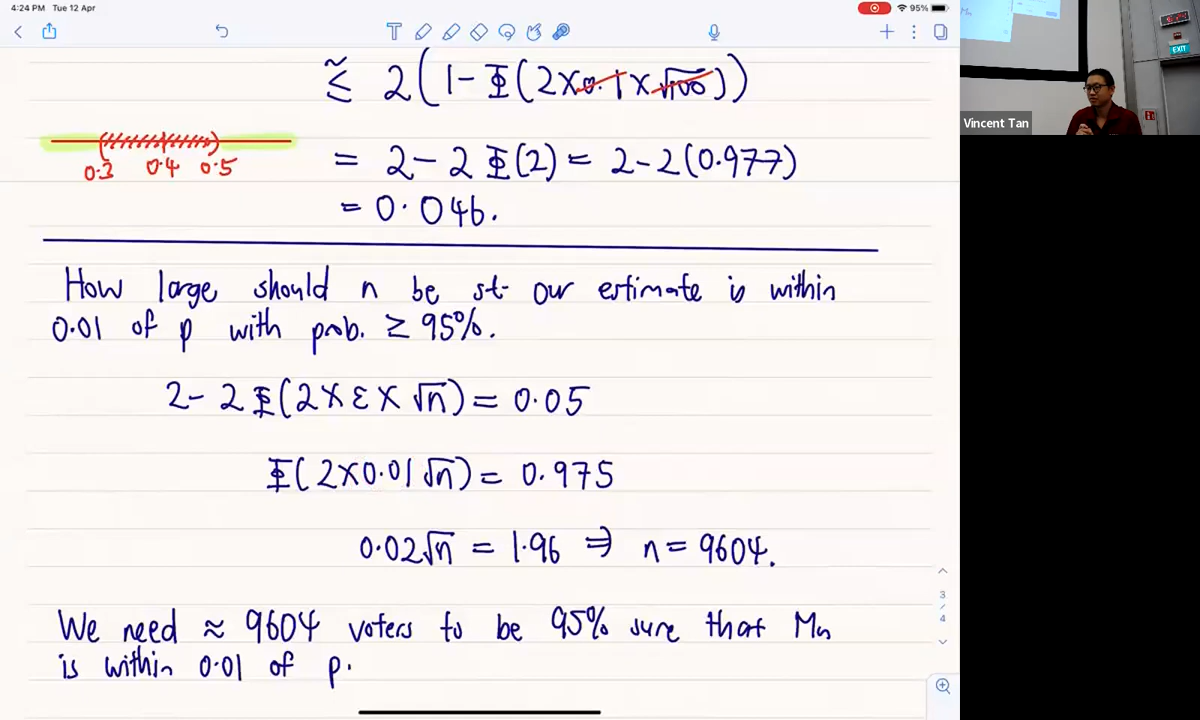 4:24 PM Tue 12 Apr
95%
≲ 2(1-Φ(2×0.1×√100))
0.3 0.4 0.5
= 2-2Φ(2) = 2-2(0.977)
= 0.046.
How large should n be st. our estimate is within
0.01 of p with prob. ≥ 95%.
2-2Φ(2×ε×√n) = 0.05
Φ(2×0.01√n) = 0.975
0.02√n = 1.96 ⇒ n = 9604.
We need ≈ 9604 voters to be 95% sure that Mn
is within 0.01 of p.
3
/
4
Vincent Tan
EXIT